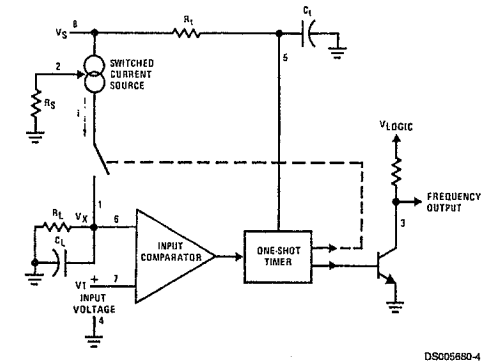 8
Vs
Rt
Ct
5
SWITCHED
CURRENT
SOURCE
2
Rs
i
VLOGIC
1
RL
Vx
6
CL
INPUT
COMPARATOR
ONE-SHOT
TIMER
FREQUENCY
OUTPUT
3
+
V1
7
INPUT
VOLTAGE
4
DS005680-4